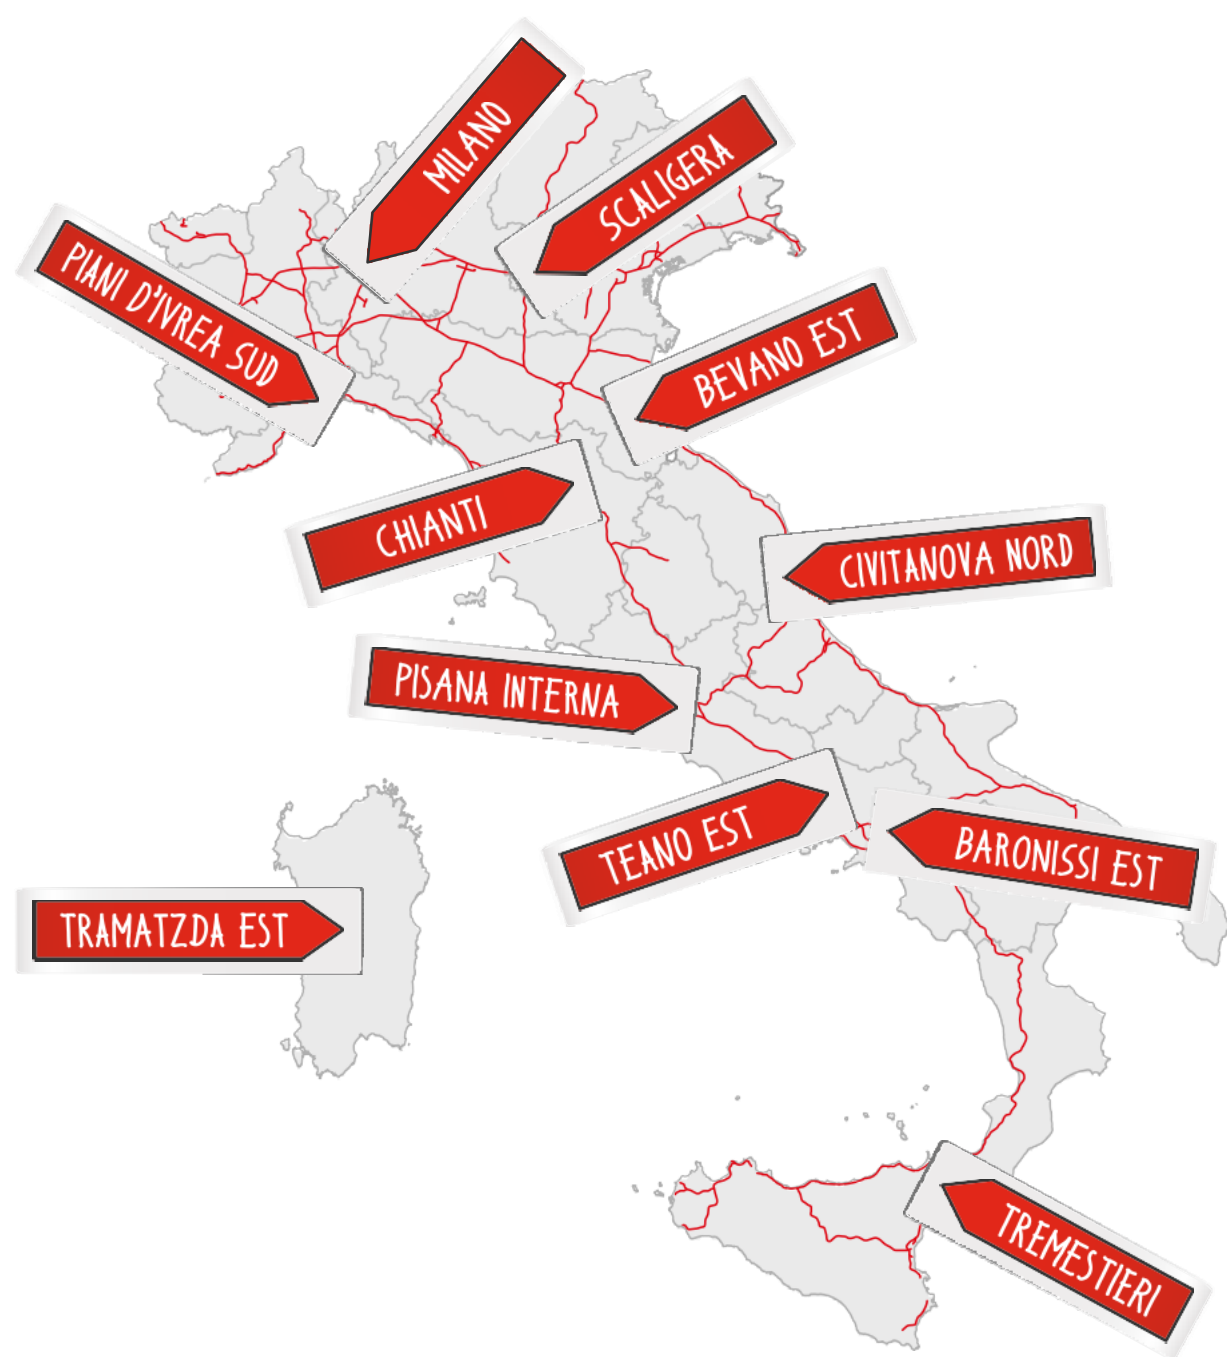 MILANO
SCALIGERA
PIANI D'IVREA SUD
BEVANO EST
CHIANTI
CIVITANOVA NORD
PISANA INTERNA
TEANO EST
BARONISSI EST
TRAMATZDA EST
TREMESTIERI